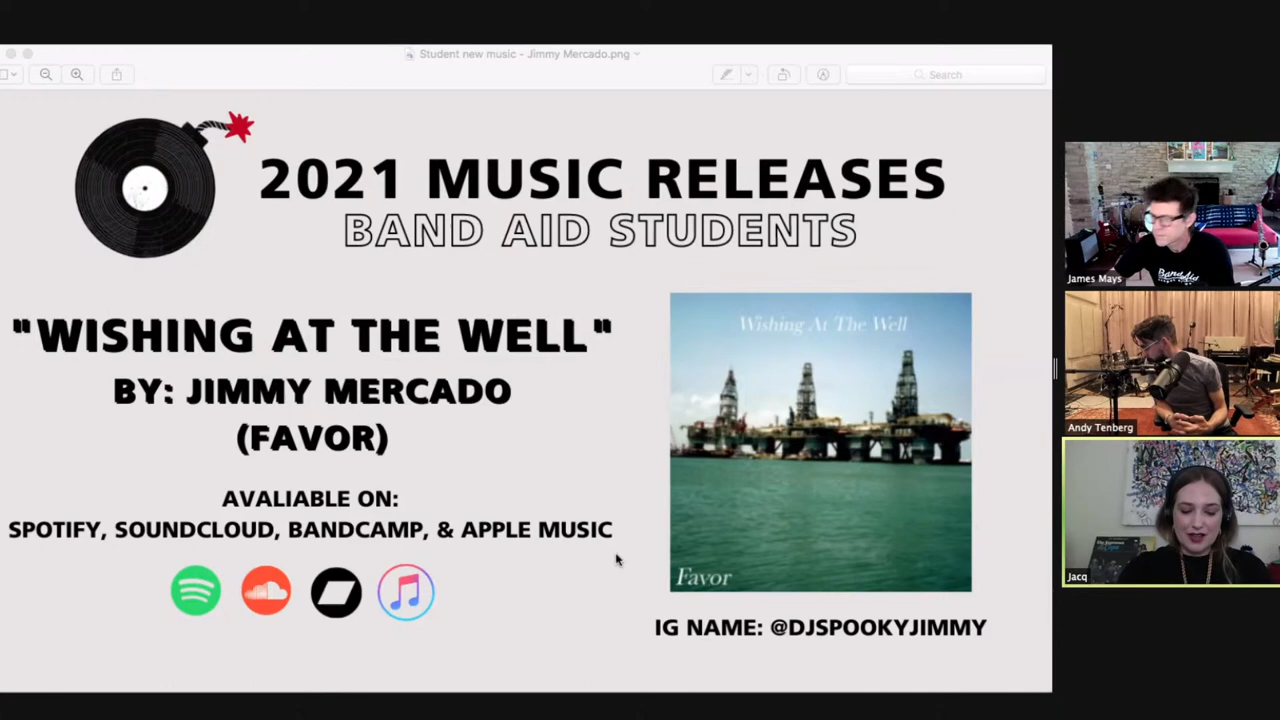 Student new music - Jimmy Mercado.png
Search
2021 MUSIC RELEASES
BAND AID STUDENTS
"WISHING AT THE WELL"
BY: JIMMY MERCADO
(FAVOR)
AVALIABLE ON:
SPOTIFY, SOUNDCLOUD, BANDCAMP, & APPLE MUSIC
Wishing At The Well
Favor
IG NAME: @DJSPOOKYJIMMY
James Mays
Band Aid
Andy Tenberg
Jacq